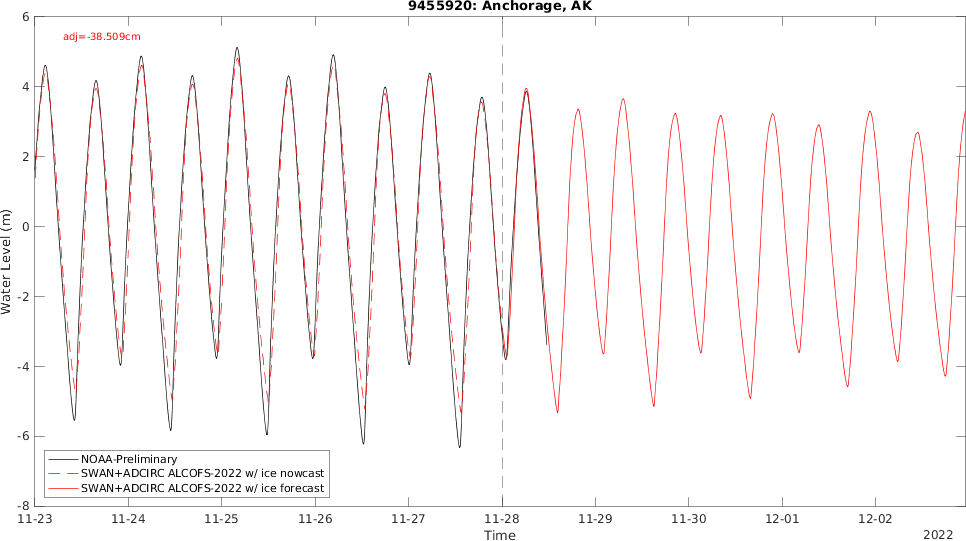 9455920: Anchorage, AK
adj=-38.509cm
6
4
2
0
-2
-4
-6
-8
Water Level (m)
NOAA-Preliminary
SWAN+ADCIRC ALCOFS-2022 w/ ice nowcast
SWAN+ADCIRC ALCOFS-2022 w/ ice forecast
11-23 11-24 11-25 11-26 11-27 11-28 11-29 11-30 12-01 12-02
Time
2022